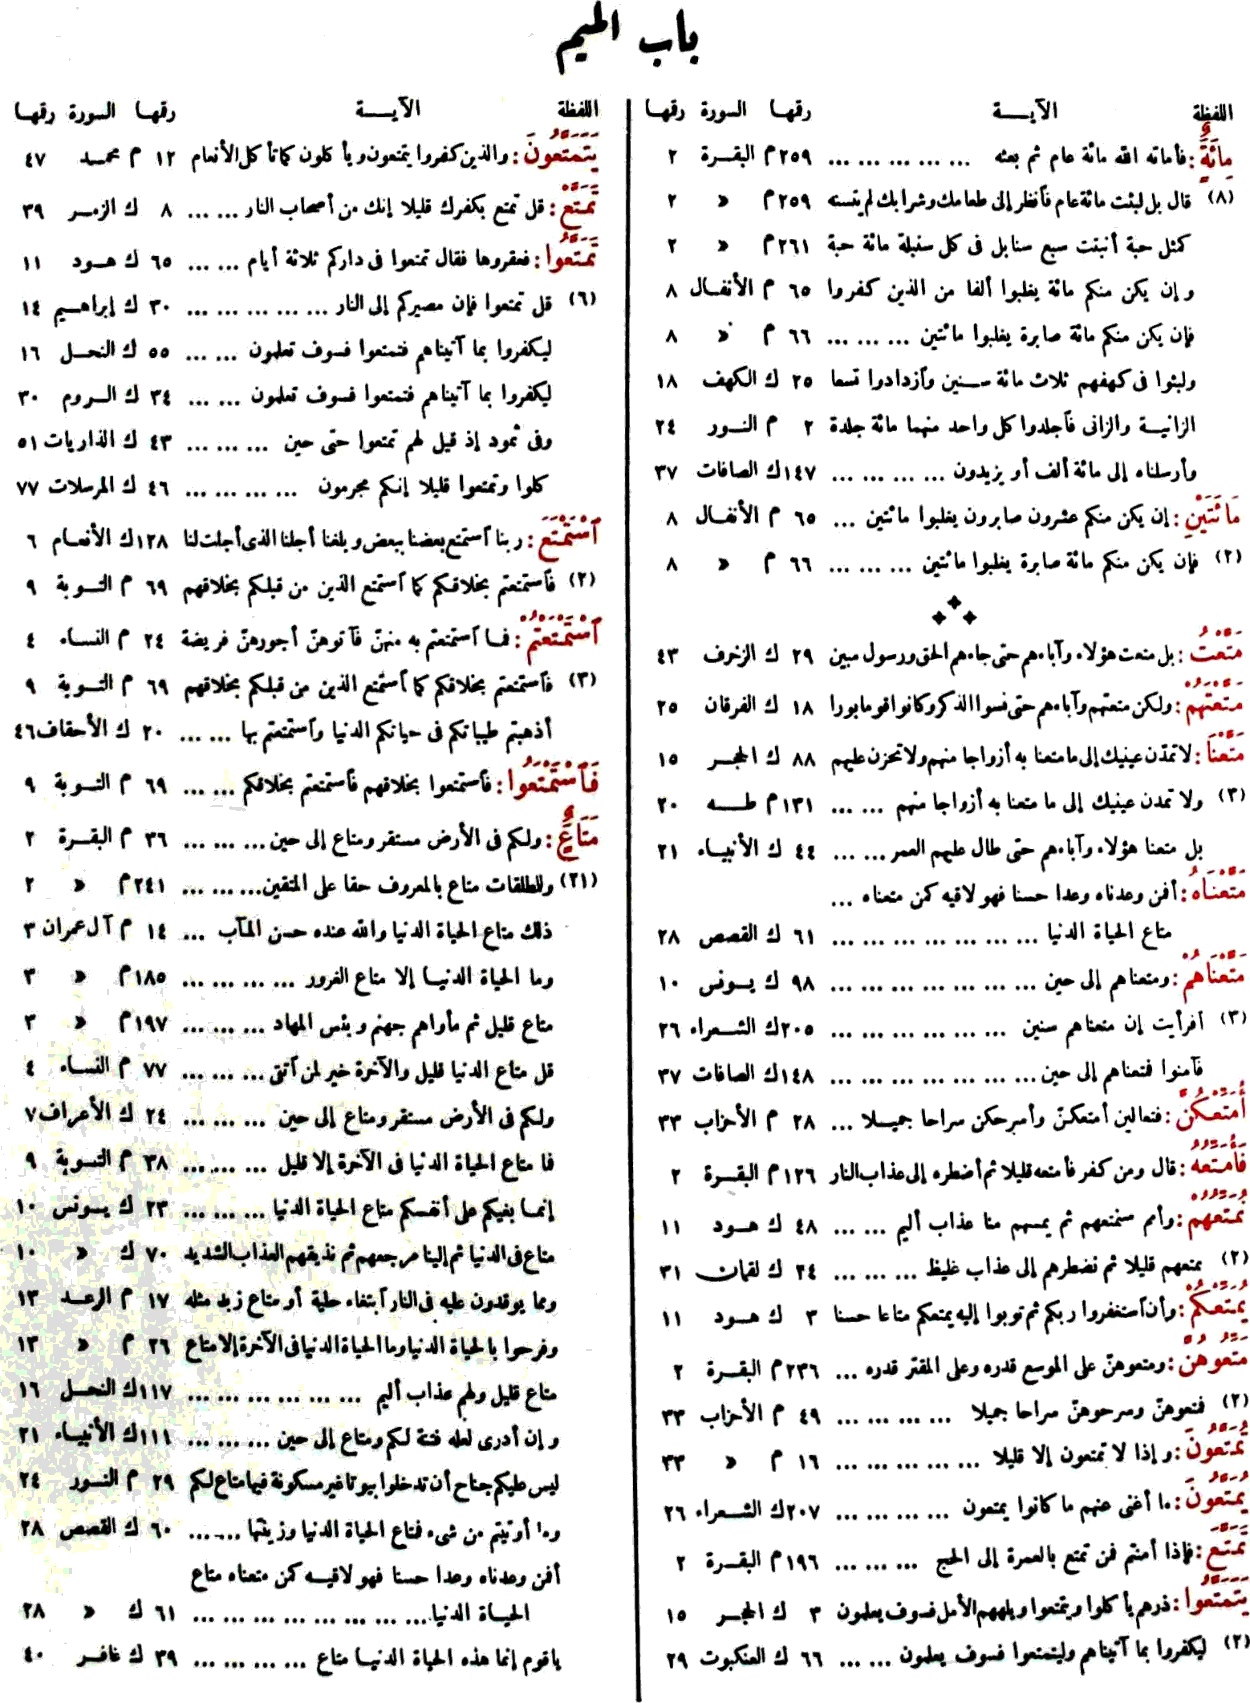 باب الميم
اللفظة الآيــة رقها السورة رقها
مِائَةٌ : فأماته الله مائة عام ثم بعثه ... ... ... ... ٢٥٩ م البقرة ٢
(٨) قال بل لبثت مائة عام فأنظر إلى طعامك وشرابك لم يتسنه ٢٥٩ م » ٢
كمثل حبة أنبتت سبع سنابل فى كل سنبلة مائة حبة ٢٦١ م » ٢
وإن يكن منكم مائة يغلبوا ألفا من الذين كفروا ٦٥ م الأنفال ٨
فإن يكن منكم مائة صابرة يغلبوا مائتين ... ... ... ٦٦ م » ٨
ولبثوا فى كهفهم ثلاث مائة سنين وأزدادوا تسعا ٢٥ ك الكهف ١٨
الزانية والزانى فأجلدوا كل واحد منهما مائة جلدة ٢ م النور ٢٤
وأرسلناه إلى مائة ألف أو يزيدون ... ... ... ... ١٤٧ ك الصافات ٣٧
مِائَتَيْنِ : إن يكن منكم عشرون صابرون يغلبوا مائتين ... ٦٥ م الأنفال ٨
(٢) فإن يكن منكم مائة صابرة يغلبوا مائتين ... ... ... ٦٦ م » ٨
مَتَّعْتُ : بل متعت هؤلاء وآباءهم حتى جاءهم الحق ورسول مبين ٢٩ ك الزخرف ٤٣
مَتَّعْتَهُمْ : ولكن متعتهم وآباءهم حتى نسوا الذكر وكانوا قوما بورا ١٨ ك الفرقان ٢٥
مَتَّعْنَا : لا تمدّن عينيك إلى ما متعنا به أزواجا منهم ولا تحزن عليهم ٨٨ ك الحجر ١٥
(٣) ولا تمدن عينيك إلى ما متعنا به أزواجا منهم ... ... ١٣١ م طه ٢٠
بل متعنا هؤلاء وآباءهم حتى طال عليهم العمر ... ... ٤٤ ك الأنبياء ٢١
مَتَّعْنَاهُ : أفن وعدناه وعدا حسنا فهو لاقيه كمن متعناه ...
متاع الحياة الدنيا ... ... ... ... ... ... ... ٦١ ك القصص ٢٨
مَتَّعْنَاهُمْ : ومتعناهم إلى حين ... ... ... ... ... ... ... ٩٨ ك يونس ١٠
(٣) أفرأيت إن متعناهم سنين ... ... ... ... ... ... ٢٠٥ ك الشعراء ٢٦
فآمنوا فمتعناهم إلى حين ... ... ... ... ... ... ... ١٤٨ ك الصافات ٣٧
أُمَتِّعْكُنَّ : فتعالين أمتعكنّ وأسرحكن سراحا جميلا ... ٢٨ م الأحزاب ٣٣
فَأُمَتِّعُهُ : قال ومن كفر فأمتعه قليلا ثم أضطره إلى عذاب النار ١٢٦ م البقرة ٢
نُمَتِّعُهُمْ : وأمم سنمتعهم ثم يمسهم منا عذاب أليم ... ... ٤٨ ك هود ١١
(٢) نمتعهم قليلا ثم نضطرهم إلى عذاب غليظ ... ... ... ٢٤ ك لقمان ٣١
يُمَتِّعْكُمْ : وأن أستغفروا ربكم ثم توبوا إليه يمتعكم متاعا حسنا ٣ ك هود ١١
مَتِّعُوهُنَّ : ومتعوهنّ على الموسع قدره وعلى المقتر قدره ... ٢٣٦ م البقرة ٢
(٢) فمتعوهنّ وسرحوهنّ سراحا جميلا ... ... ... ... ٤٩ م الأحزاب ٣٣
تُمَتَّعُونَ : وإذا لا تمتعون إلا قليلا ... ... ... ... ... ... ١٦ م » ٣٣
يُمَتَّعُونَ : ما أغنى عنهم ما كانوا يمتعون ... ... ... ... ٢٠٧ ك الشعراء ٢٦
تَمَتَّعَ : فإذا أمنتم فمن تمتع بالعمرة إلى الحج ... ... ... ١٩٦ م البقرة ٢
يَتَمَتَّعُوا : ذرهم يأكلوا ويتمتعوا ويلههم الأمل فسوف يعلمون ٣ ك الحجر ١٥
(٢) ليكفروا بما آتيناهم وليتمتعوا فسوف يعلمون ... ... ٦٦ ك العنكبوت ٢٩
اللفظة الآيــة رقها السورة رقها
يَتَمَتَّعُونَ : والذين كفروا يتمتعون ويأكلون كما تأكل الأنعام ١٢ م محمد ٤٧
تَمَتَّعْ : قل تمتع بكفرك قليلا إنك من أصحاب النار ... ... ٨ ك الزمر ٣٩
تَمَتَّعُوا : فعقروها فقال تمتعوا فى داركم ثلاثة أيام ... ... ٦٥ ك هود ١١
(٦) قل تمتعوا فإن مصيركم إلى النار ... ... ... ... ... ٣٠ ك إبراهيم ١٤
ليكفروا بما آتيناهم فتمتعوا فسوف تعلمون ... ... ٥٥ ك النحل ١٦
ليكفروا بما آتيناهم فتمتعوا فسوف تعلمون ... ... ٣٤ ك الروم ٣٠
وفى ثمود إذ قيل لهم تمتعوا حتى حين ... ... ... ٤٣ ك الذاريات ٥١
كلوا وتمتعوا قليلا إنكم مجرمون ... ... ... ... ٤٦ ك المرسلات ٧٧
ٱسْتَمْتَعَ : ربنا أستمتع بعضنا ببعض وبلغنا أجلنا الذى أجلت لنا ١٢٨ ك الأنعام ٦
(٢) فأستمتعتم بخلاقكم كما أستمتع الذين من قبلكم بخلاقهم ٦٩ م التوبة ٩
ٱسْتَمْتَعْتُمْ : فما أستمتعتم به منهنّ فآتوهنّ أجورهنّ فريضة ٢٤ م النساء ٤
(٣) فأستمتعتم بخلاقكم كما أستمتع الذين من قبلكم بخلاقهم ٦٩ م التوبة ٩
أذهبتم طيباتكم فى حياتكم الدنيا وأستمتعتم بها ... ... ٢٠ ك الأحقاف ٤٦
فَٱسْتَمْتَعُوا : فأستمتعوا بخلاقهم فأستمتعتم بخلاقكم ... ... ٦٩ م التوبة ٩
مَتَاعٌ : ولكم فى الأرض مستقر ومتاع إلى حين ... ... ... ٣٦ م البقرة ٢
(٢١) وللطلقات متاع بالمعروف حقا على المتقين ... ... ... ٢٤١ م » ٢
ذلك متاع الحياة الدنيا والله عنده حسن المآب ... ١٤ م آل عمران ٣
وما الحياة الدنيا إلا متاع الغرور ... ... ... ... ١٨٥ م » ٣
متاع قليل ثم مأواهم جهنم وبئس المهاد ... ... ... ١٩٧ م » ٣
قل متاع الدنيا قليل والآخرة خير لمن أتقى ... ... ... ٧٧ م النساء ٤
ولكم فى الأرض مستقر ومتاع إلى حين ... ... ... ٢٤ ك الأعراف ٧
فما متاع الحياة الدنيا فى الآخرة إلا قليل ... ... ... ٣٨ م التوبة ٩
إنما بغيكم على أنفسكم متاع الحياة الدنيا ... ... ... ٢٣ ك يونس ١٠
متاع فى الدنيا ثم إلينا مرجعهم ثم نذيقهم العذاب الشديد ٧٠ ك » ١٠
ومما يوقدون عليه فى النار أبتغاء حلية أو متاع زبد مثله ١٧ م الرعد ١٣
وفرحوا بالحياة الدنيا وما الحياة الدنيا فى الآخرة إلا متاع ٢٦ م » ١٣
متاع قليل ولهم عذاب أليم ... ... ... ... ... ... ... ١١٧ ك النحل ١٦
وإن أدرى لعله فتنة لكم ومتاع إلى حين ... ... ... ١١١ ك الأنبياء ٢١
ليس عليكم جناح أن تدخلوا بيوتا غير مسكونة فيها متاع لكم ٢٩ م النور ٢٤
وما أوتيتم من شىء فمتاع الحياة الدنيا وزينتها ... ... ٦٠ ك القصص ٢٨
أفن وعدناه وعدا حسنا فهو لاقيه كمن متعناه متاع
الحياة الدنيا ... ... ... ... ... ... ... ... ... ٦١ ك » ٢٨
ياقوم إنما هذه الحياة الدنيا متاع ... ... ... ... ٣٩ ك غافر ٤٠